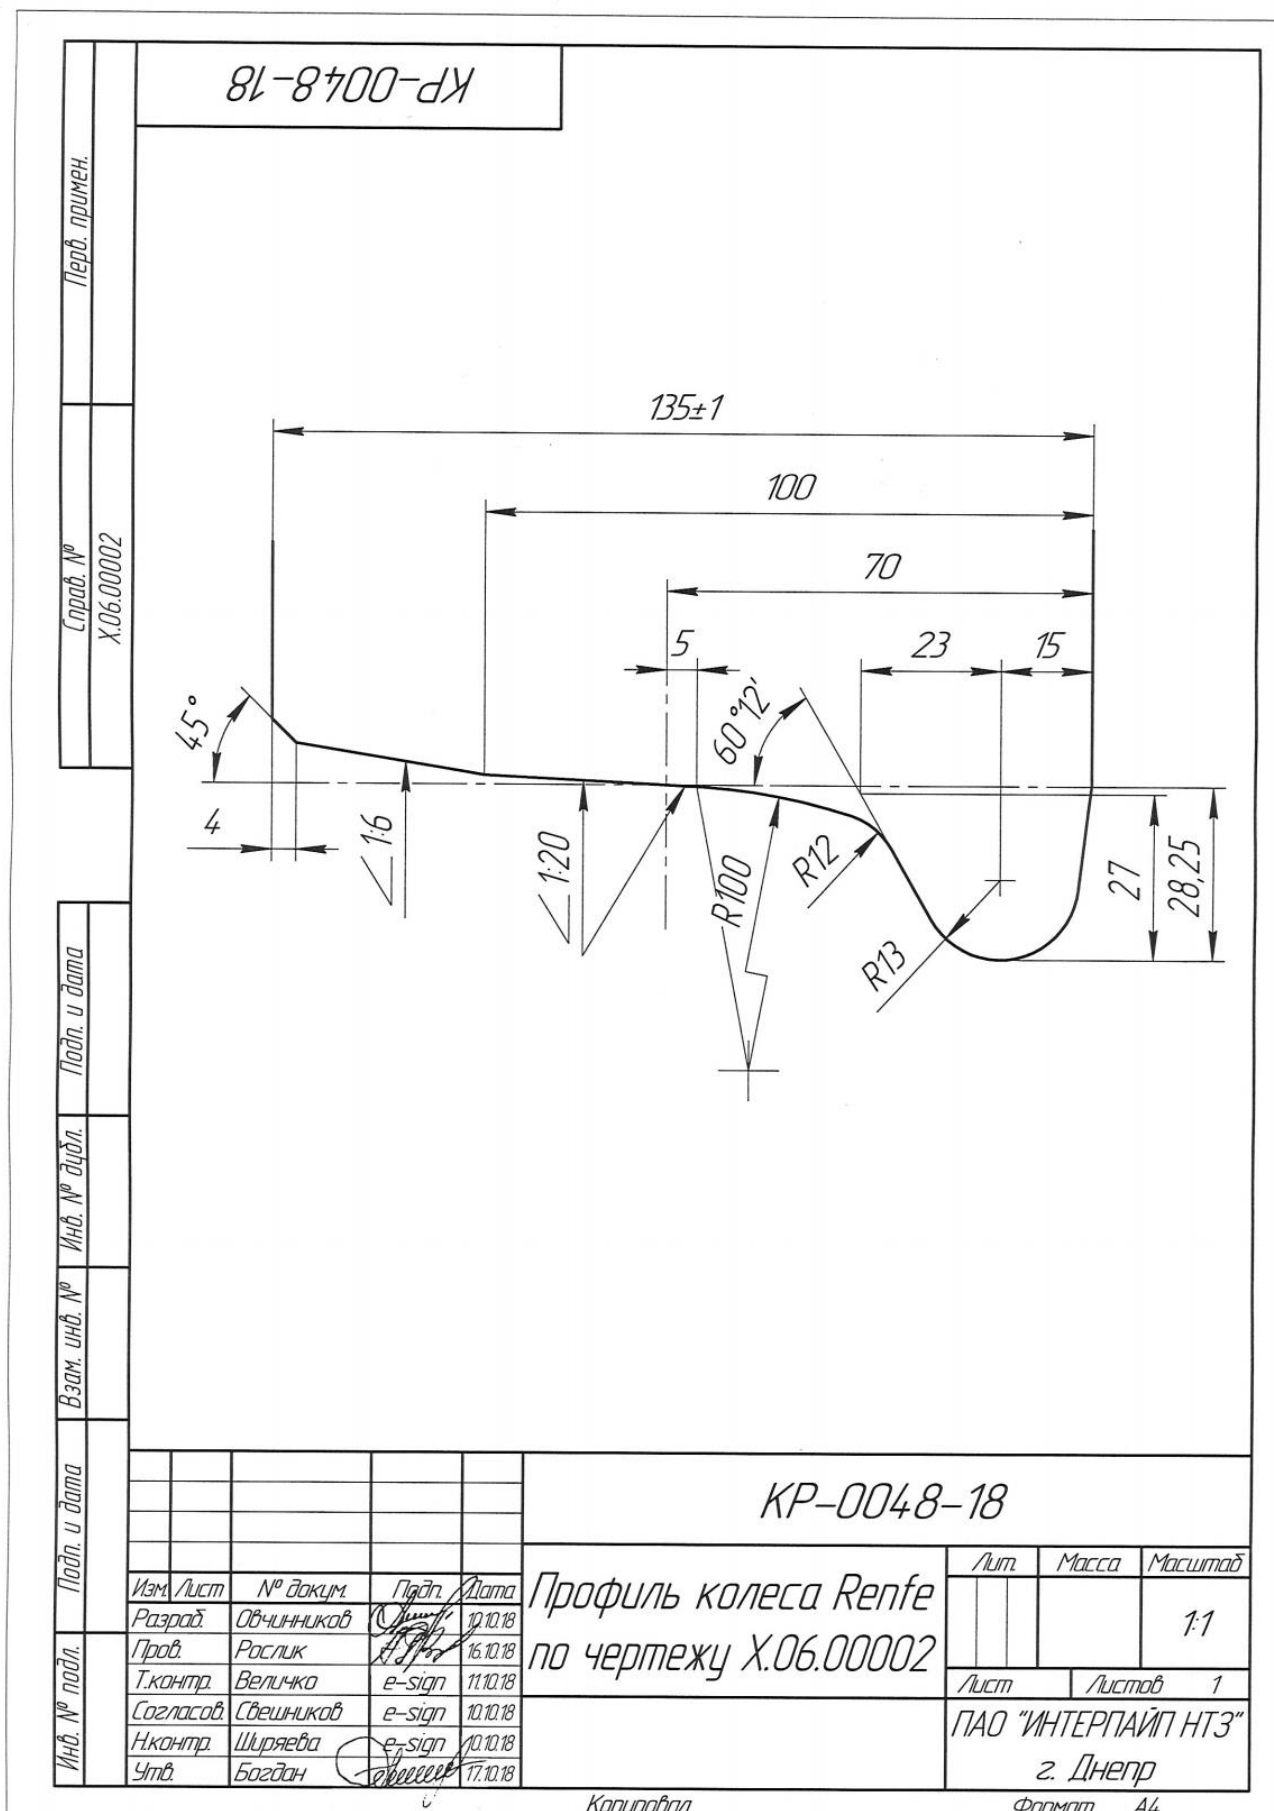 КР-0048-18
Перв. примен.
Справ. №
Х.06.00002
Подп. и дата
Инв. № дубл.
Взам. инв. №
Подп. и дата
Инв. № подл.
135±1
100
70
5
23
15
45°
60°12'
4
1:6
1:20
R100
R12
R13
27
28,25
КР-0048-18
Изм. Лист № докум. Подп. Дата
Разраб. Овчинников 10.10.18
Пров. Рослик 16.10.18
Т.контр. Величко e-sign 11.10.18
Согласов. Свешников e-sign 10.10.18
Н.контр. Ширяева e-sign 10.10.18
Утв. Богдан 17.10.18
Профиль колеса Renfe
по чертежу Х.06.00002
Лит. Масса Масштаб
1:1
Лист Листов 1
ПАО "ИНТЕРПАЙП НТЗ"
г. Днепр
Копировал Формат А4